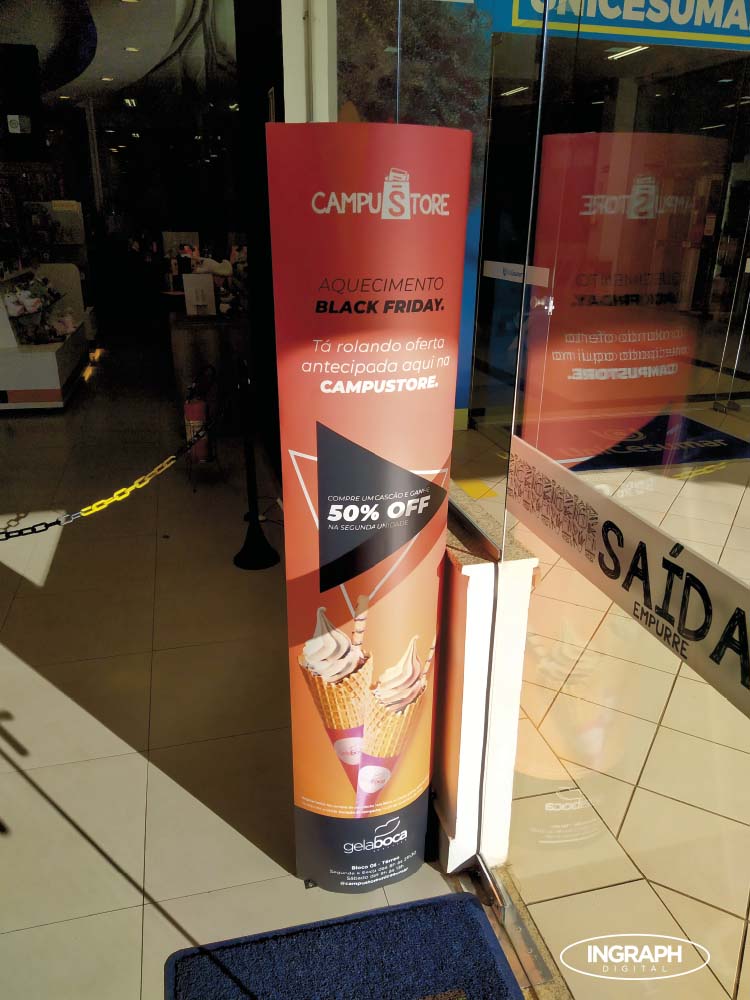 UNICESUMA
CAMPUSTORE
AQUECIMENTO
BLACK FRIDAY.
Tá rolando oferta
antecipada aqui na
CAMPUSTORE.
COMPRE UM CASCÃO E GANHE
50% OFF
NA SEGUNDA UNIDADE
gelaboca
Bloco 08 - Térreo
@campustoreunicesumar
SAÍDA
EMPURRE
INGRAPH
DIGITAL